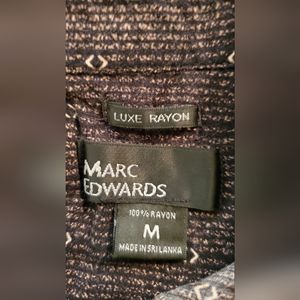 LUXE RAYON
MARC
EDWARDS
100% RAYON
M
MADE IN SRI LANKA